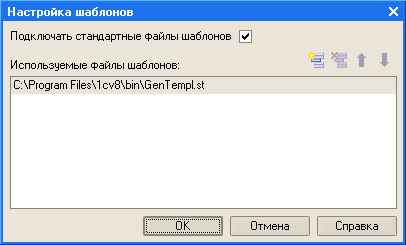 Настройка шаблонов
Подключать стандартные файлы шаблонов
Используемые файлы шаблонов:
C:\Program Files\1cv8\bin\GenTempl.st
OK
Отмена
Справка